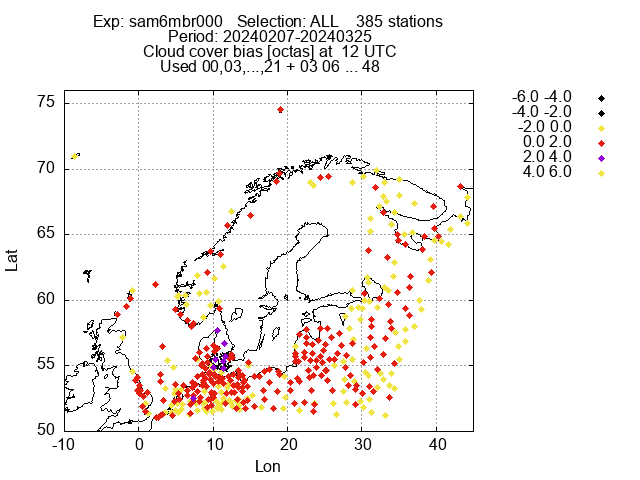 Exp: sam6mbr000 Selection: ALL 385 stations
Period: 20240207-20240325
Cloud cover bias [octas] at 12 UTC
Used 00,03,...,21 + 03 06 ... 48
-6.0 -4.0
-4.0 -2.0
-2.0 0.0
0.0 2.0
2.0 4.0
4.0 6.0
75
70
65
60
55
50
Lat
-10 0 10 20 30 40
Lon